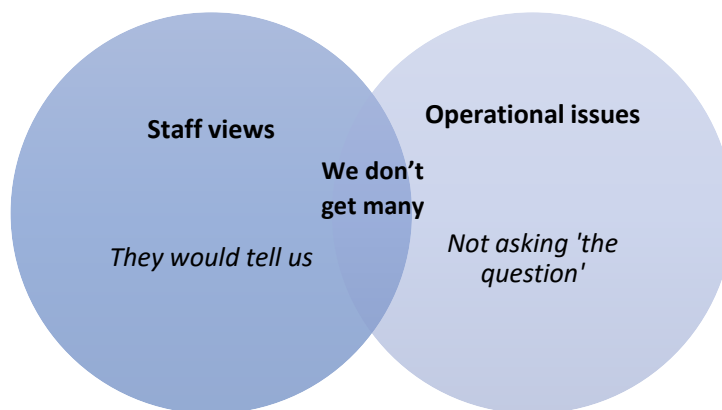 Staff views
They would tell us
We don't
get many
Operational issues
Not asking 'the
question'